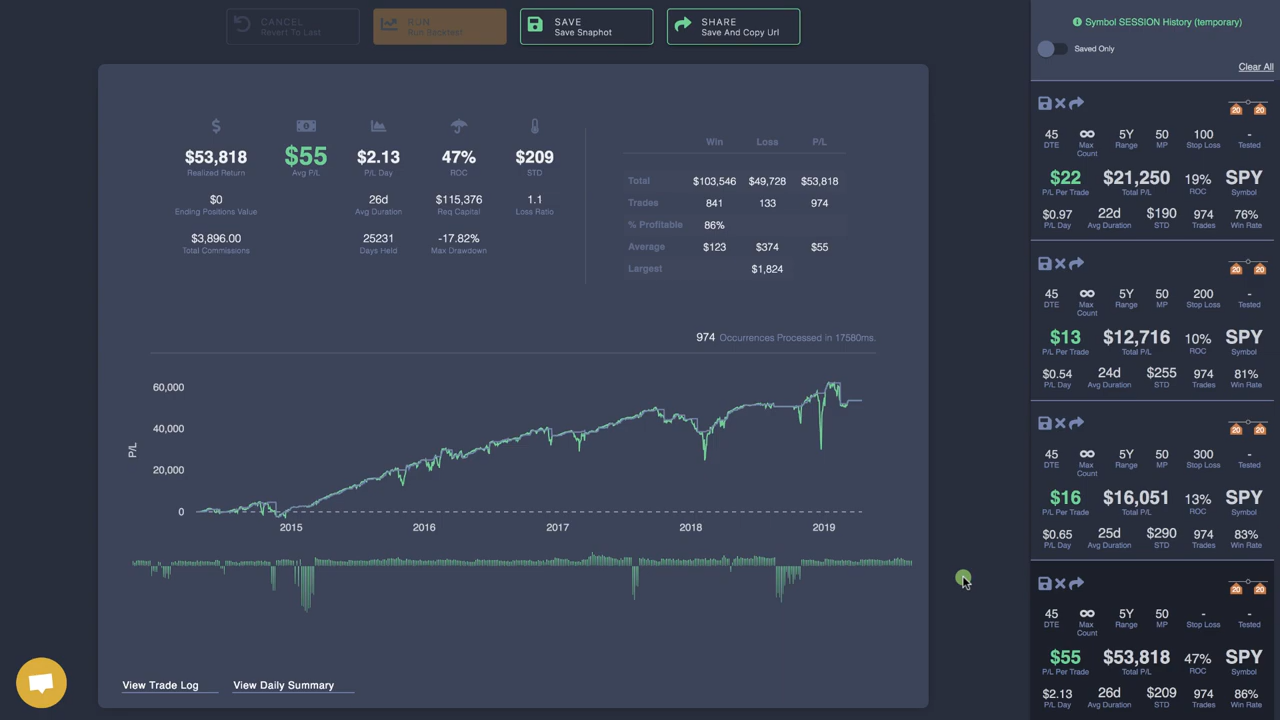 CANCEL
Revert To Last
RUN
Run Backtest
SAVE
Save Snaphot
SHARE
Save And Copy Url
$53,818
Realized Return
$55
Avg P/L
$2.13
P/L Day
47%
ROC
$209
STD
$0
Ending Positions Value
26d
Avg Duration
$115,376
Req Capital
1.1
Loss Ratio
$3,896.00
Total Commissions
25231
Days Held
-17.82%
Max Drawdown
Win Loss P/L
Total $103,546 $49,728 $53,818
Trades 841 133 974
% Profitable 86%
Average $123 $374 $55
Largest $1,824
974 Occurrences Processed in 17580ms.
P/L
60,000
40,000
20,000
0
2015 2016 2017 2018 2019
View Trade Log View Daily Summary
Symbol SESSION History (temporary)
Saved Only
Clear All
20 20
45 ∞ 5Y 50 100 -
DTE Max Count Range MP Stop Loss Tested
$22 $21,250 19% SPY
P/L Per Trade Total P/L ROC Symbol
$0.97 22d $190 974 76%
P/L Day Avg Duration STD Trades Win Rate
20 20
45 ∞ 5Y 50 200 -
DTE Max Count Range MP Stop Loss Tested
$13 $12,716 10% SPY
P/L Per Trade Total P/L ROC Symbol
$0.54 24d $255 974 81%
P/L Day Avg Duration STD Trades Win Rate
20 20
45 ∞ 5Y 50 300 -
DTE Max Count Range MP Stop Loss Tested
$16 $16,051 13% SPY
P/L Per Trade Total P/L ROC Symbol
$0.65 25d $290 974 83%
P/L Day Avg Duration STD Trades Win Rate
20 20
45 ∞ 5Y 50 - -
DTE Max Count Range MP Stop Loss Tested
$55 $53,818 47% SPY
P/L Per Trade Total P/L ROC Symbol
$2.13 26d $209 974 86%
P/L Day Avg Duration STD Trades Win Rate